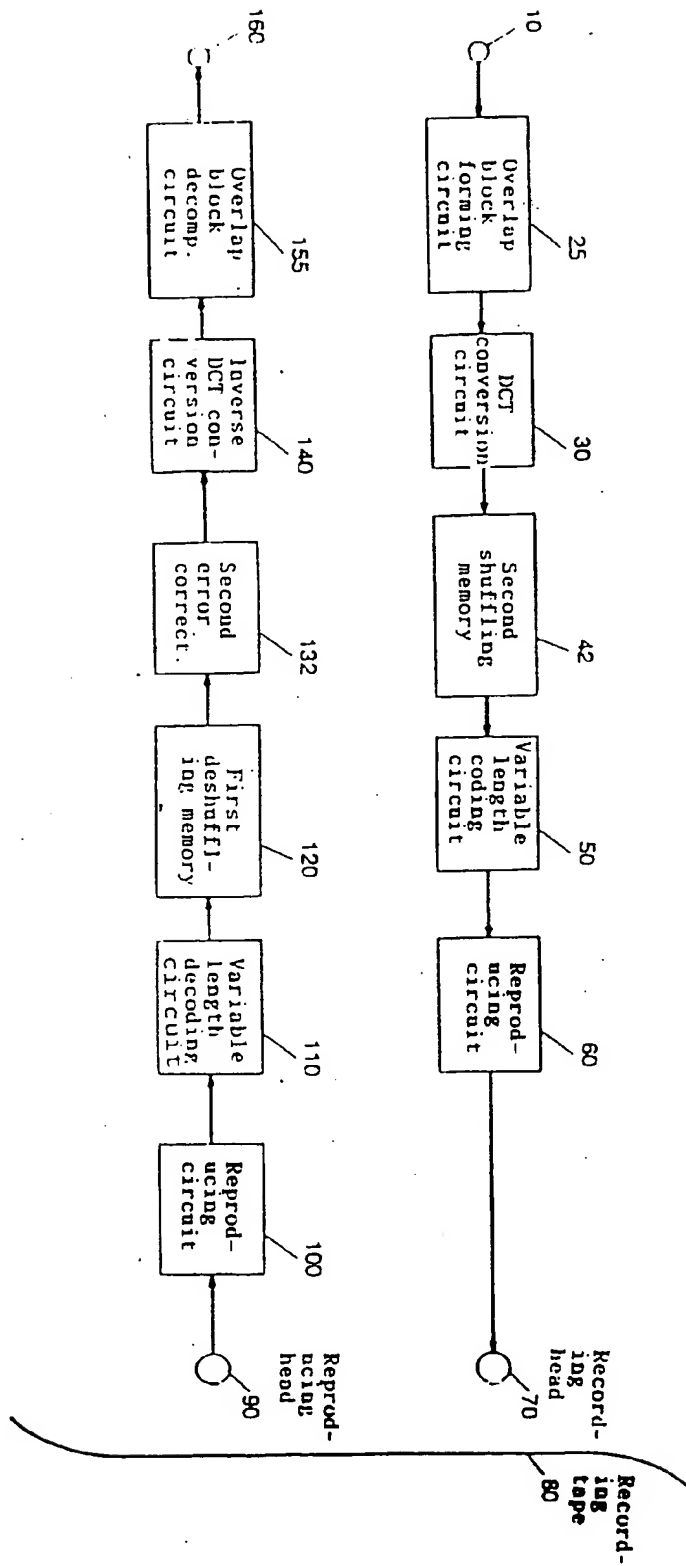 10
Overlap
block
forming
circuit
25
DCT
conversion
circuit
30
Second
shuffling
memory
42
Variable
length
coding
circuit
50
Reprod-
ucing
circuit
60
Record-
ing
head
70
Record-
ing
tape
80
160
Overlap
block
decomp.
circuit
155
Inverse
DCT con-
version
circuit
140
Second
error
correct.
132
First
deshuffl-
ing memory
120
Variable
length
decoding
circuit
110
Reprod-
ucing
circuit
100
Reprod-
ucing
head
90